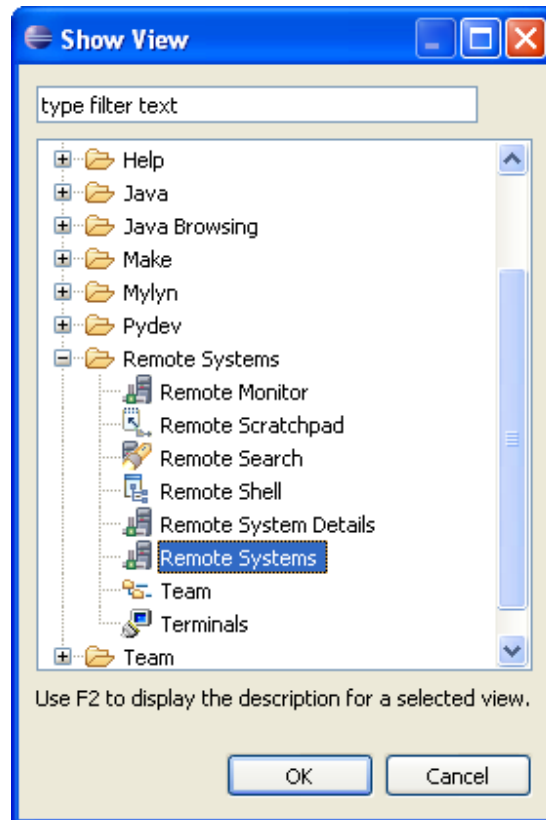 Show View
type filter text
Help
Java
Java Browsing
Make
Mylyn
Pydev
Remote Systems
Remote Monitor
Remote Scratchpad
Remote Search
Remote Shell
Remote System Details
Remote Systems
Team
Terminals
Team
Use F2 to display the description for a selected view.
OK Cancel